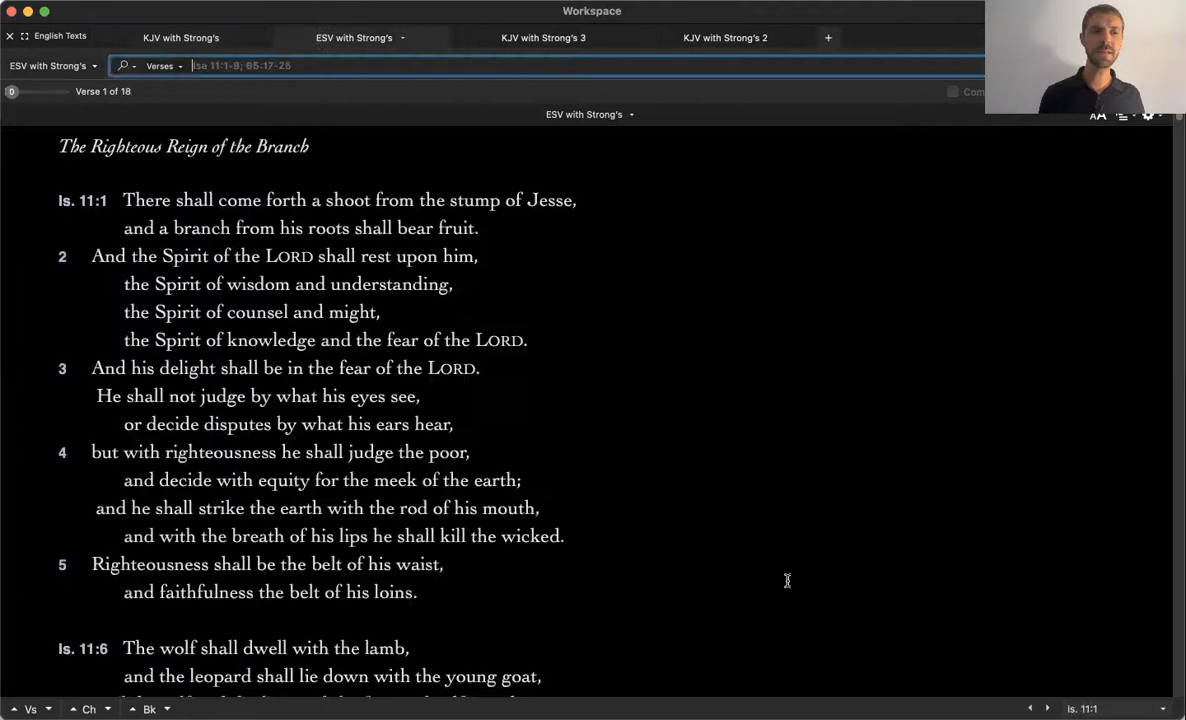 Workspace
English Texts
KJV with Strong's
ESV with Strong's
KJV with Strong's 3
KJV with Strong's 2
+
ESV with Strong's
Verses
Isa 11:1-8; 65:17-25
0
Verse 1 of 18
Com
ESV with Strong's
AA
The Righteous Reign of the Branch
Is. 11:1 There shall come forth a shoot from the stump of Jesse,
and a branch from his roots shall bear fruit.
2 And the Spirit of the LORD shall rest upon him,
the Spirit of wisdom and understanding,
the Spirit of counsel and might,
the Spirit of knowledge and the fear of the LORD.
3 And his delight shall be in the fear of the LORD.
He shall not judge by what his eyes see,
or decide disputes by what his ears hear,
4 but with righteousness he shall judge the poor,
and decide with equity for the meek of the earth;
and he shall strike the earth with the rod of his mouth,
and with the breath of his lips he shall kill the wicked.
5 Righteousness shall be the belt of his waist,
and faithfulness the belt of his loins.
Is. 11:6 The wolf shall dwell with the lamb,
and the leopard shall lie down with the young goat,
Vs
Ch
Bk
Is. 11:1